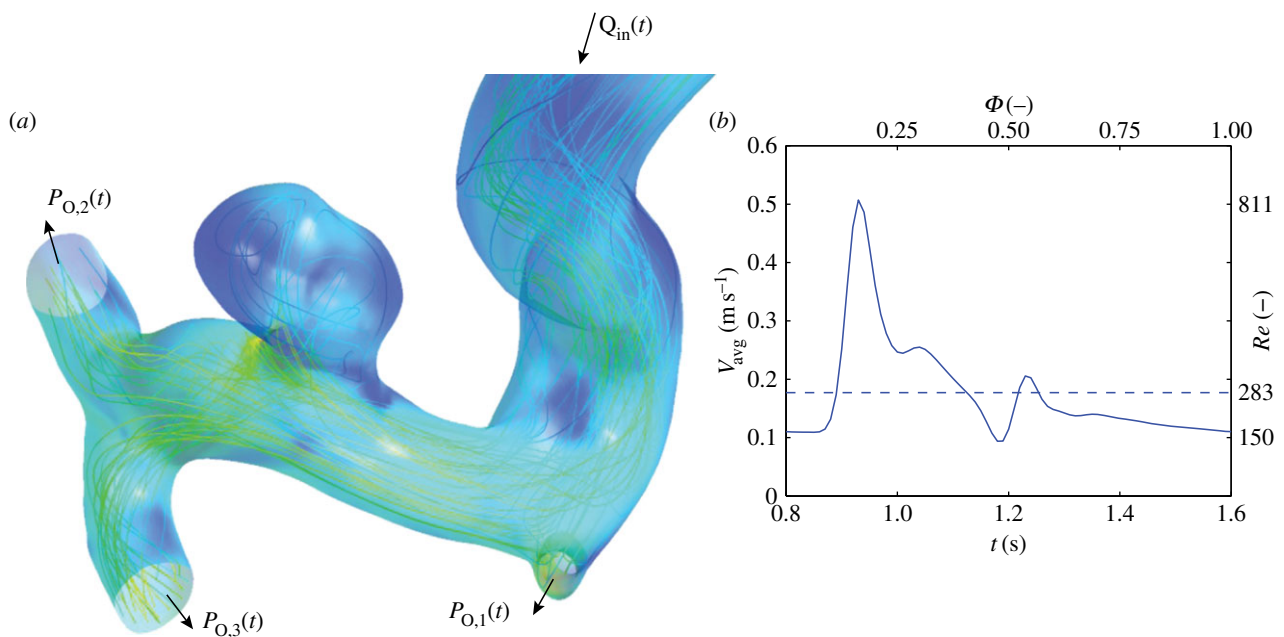 Q_in(t)
(a)
P_O,2(t)
P_O,3(t)
P_O,1(t)
(b)
Φ (–)
0.25 0.50 0.75 1.00
0.6
0.5
0.4
0.3
0.2
0.1
0
V_avg (m s⁻¹)
811
283
150
Re (–)
0.8 1.0 1.2 1.4 1.6
t (s)